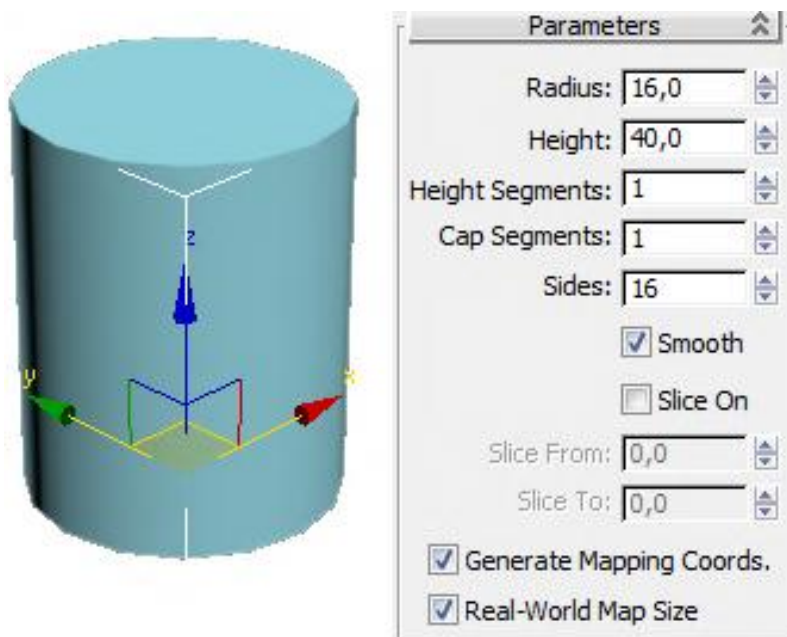 Parameters
Radius: 16,0
Height: 40,0
Height Segments: 1
Cap Segments: 1
Sides: 16
Smooth
Slice On
Slice From: 0,0
Slice To: 0,0
Generate Mapping Coords.
Real-World Map Size
z
y
x